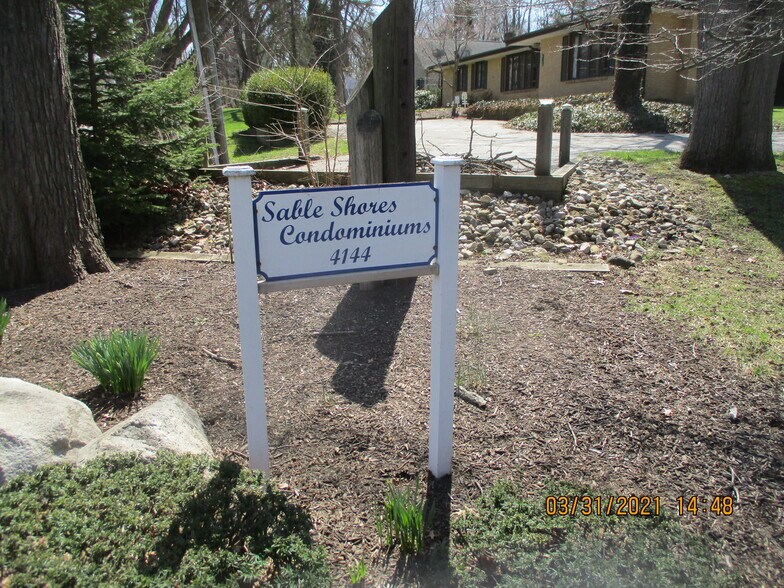 Sable Shores
Condominiums
4144
03/31/2021 14:48